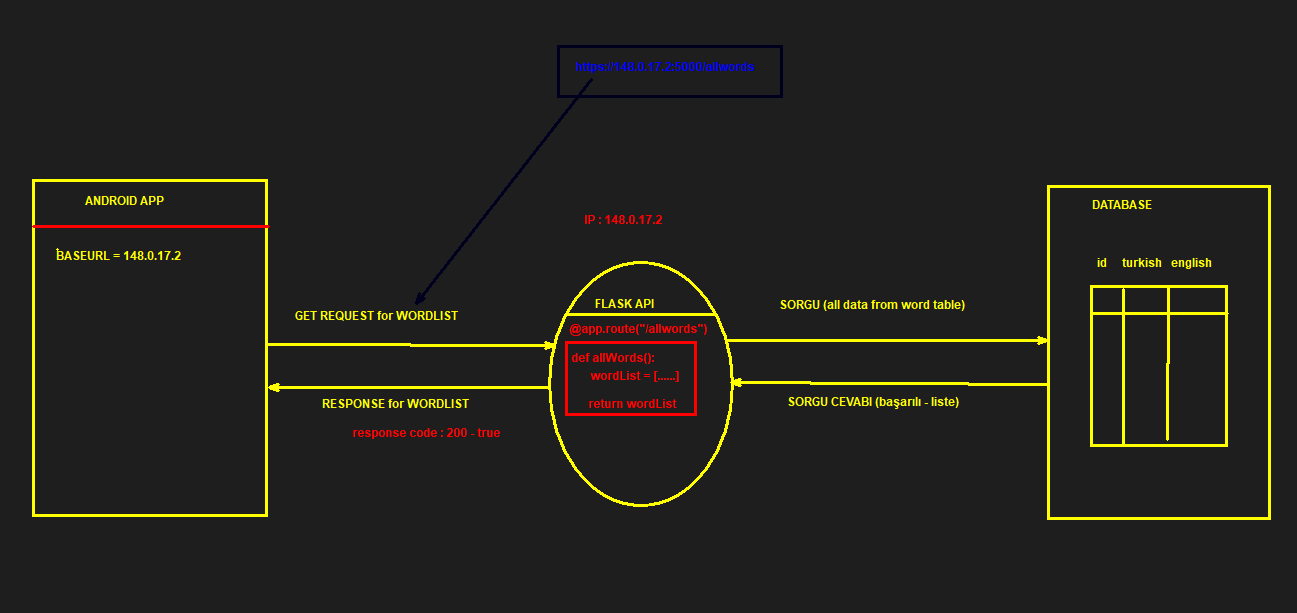 https://148.0.17.2:5000/allwords
ANDROID APP
BASEURL = 148.0.17.2
IP : 148.0.17.2
GET REQUEST for WORDLIST
RESPONSE for WORDLIST
response code : 200 - true
FLASK API
@app.route("/allwords")
def allWords():
wordList = [......]
return wordList
SORGU (all data from word table)
SORGU CEVABI (başarılı - liste)
DATABASE
id turkish english